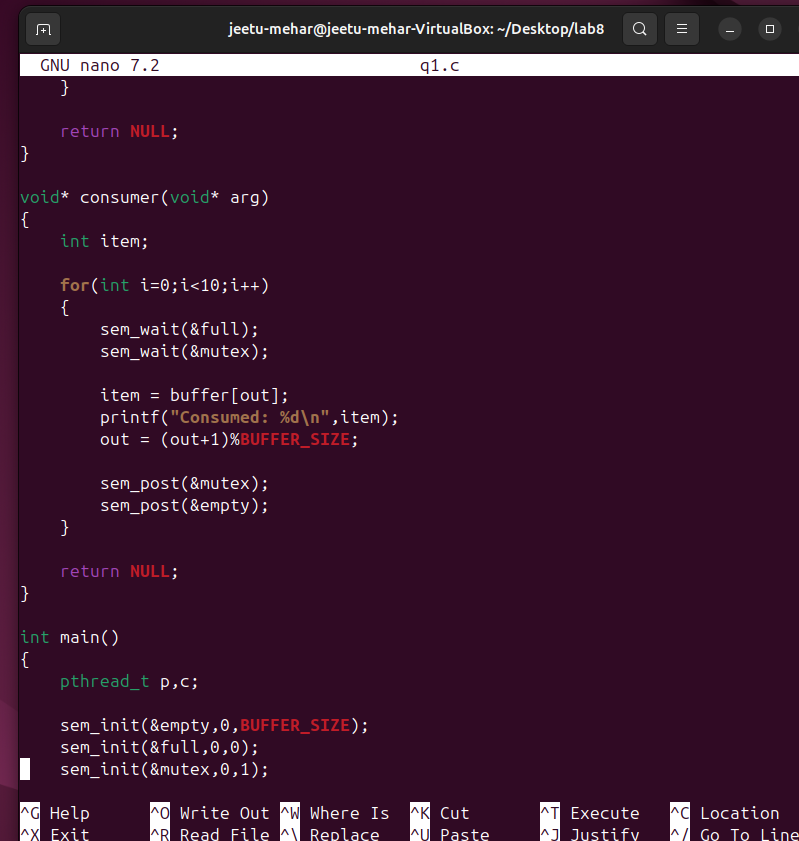 jeetu-mehar@jeetu-mehar-VirtualBox: ~/Desktop/lab8
GNU nano 7.2 q1.c
}
return NULL;
}
void* consumer(void* arg)
{
int item;
for(int i=0;i<10;i++)
{
sem_wait(&full);
sem_wait(&mutex);
item = buffer[out];
printf("Consumed: %d\n",item);
out = (out+1)%BUFFER_SIZE;
sem_post(&mutex);
sem_post(&empty);
}
return NULL;
}
int main()
{
pthread_t p,c;
sem_init(&empty,0,BUFFER_SIZE);
sem_init(&full,0,0);
sem_init(&mutex,0,1);
^G Help ^O Write Out ^W Where Is ^K Cut ^T Execute ^C Location
^X Exit ^R Read File ^\ Replace ^U Paste ^J Justify ^/ Go To Line